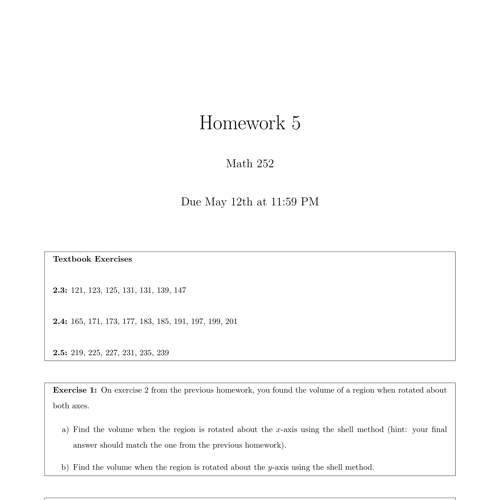 Homework 5
Math 252
Due May 12th at 11:59 PM
Textbook Exercises
2.3: 121, 123, 125, 131, 131, 139, 147
2.4: 165, 171, 173, 177, 183, 185, 191, 197, 199, 201
2.5: 219, 225, 227, 231, 235, 239
Exercise 1: On exercise 2 from the previous homework, you found the volume of a region when rotated about
both axes.
a) Find the volume when the region is rotated about the x-axis using the shell method (hint: your final
answer should match the one from the previous homework).
b) Find the volume when the region is rotated about the y-axis using the shell method.